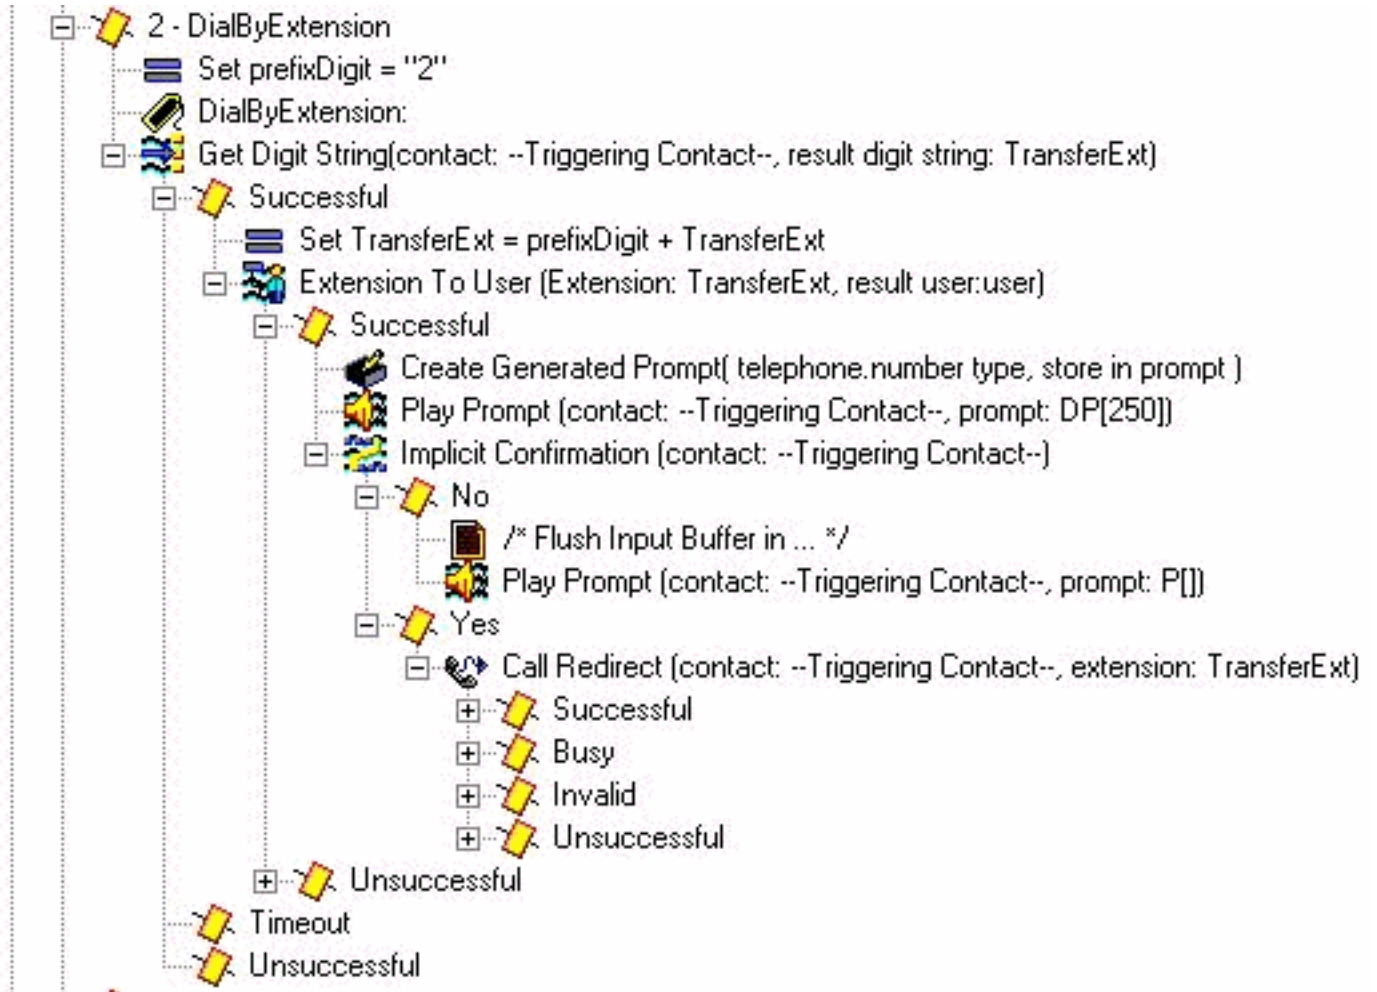 2 - DialByExtension
Set prefixDigit = "2"
DialByExtension:
Get Digit String(contact: --Triggering Contact--, result digit string: TransferExt)
Successful
Set TransferExt = prefixDigit + TransferExt
Extension To User (Extension: TransferExt, result user:user)
Successful
Create Generated Prompt( telephone.number type, store in prompt )
Play Prompt (contact: --Triggering Contact--, prompt: DP[250])
Implicit Confirmation (contact: --Triggering Contact--)
No
/* Flush Input Buffer in ... */
Play Prompt (contact: --Triggering Contact--, prompt: P[])
Yes
Call Redirect (contact: --Triggering Contact--, extension: TransferExt)
Successful
Busy
Invalid
Unsuccessful
Unsuccessful
Timeout
Unsuccessful